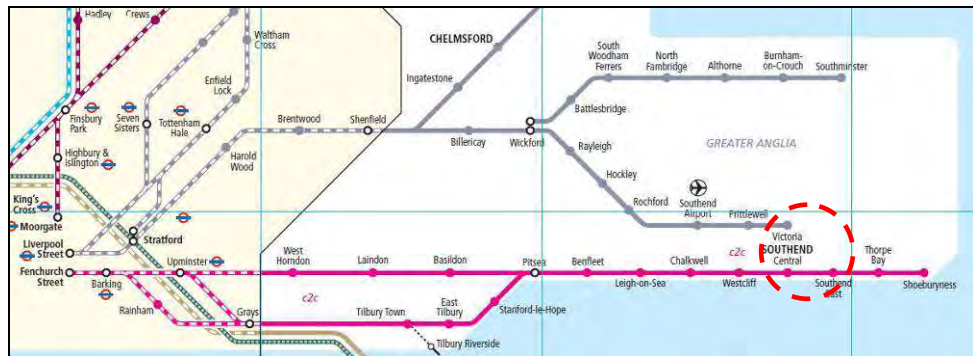 Hadley
Crews
Waltham
Cross
CHELMSFORD
South
Woodham
Ferrers
North
Fambridge
Althorne
Burnham-
on-Crouch
Southminster
Ingatestone
Enfield
Lock
Battlesbridge
Finsbury
Park
Seven
Sisters
Tottenham
Hale
Brentwood
Shenfield
Billericay
Wickford
GREATER ANGLIA
Highbury &
Islington
Harold
Wood
Rayleigh
Hockley
King's
Cross
Moorgate
Rochford
Southend
Airport
Prittlewell
Liverpool
Street
Stratford
Victoria
SOUTHEND
Central
c2c
Fenchurch
Street
Barking
Upminster
West
Horndon
Laindon
Basildon
Pitsea
Benfleet
Leigh-on-Sea
Chalkwell
Westcliff
Southend
East
Thorpe
Bay
Shoeburyness
c2c
Rainham
Grays
Tilbury Town
East
Tilbury
Stanford-le-Hope
Tilbury Riverside